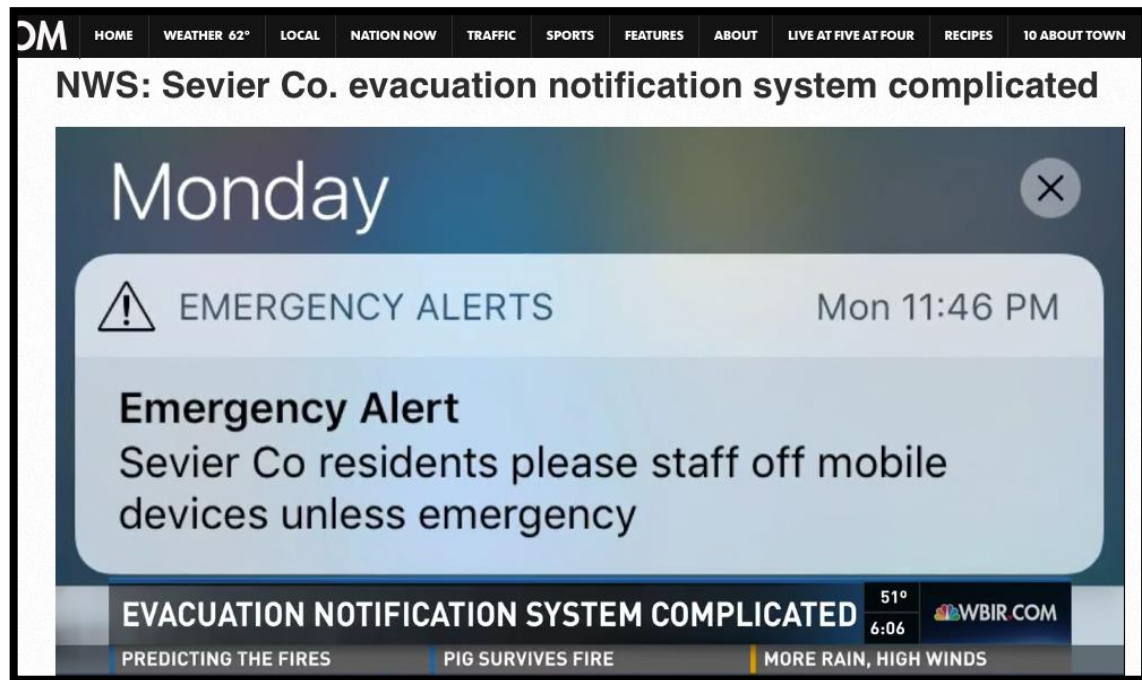 OM HOME WEATHER 62° LOCAL NATION NOW TRAFFIC SPORTS FEATURES ABOUT LIVE AT FIVE AT FOUR RECIPES 10 ABOUT TOWN
NWS: Sevier Co. evacuation notification system complicated
Monday
EMERGENCY ALERTS Mon 11:46 PM
Emergency Alert
Sevier Co residents please staff off mobile
devices unless emergency
EVACUATION NOTIFICATION SYSTEM COMPLICATED 51° 6:06 WBIR.COM
PREDICTING THE FIRES PIG SURVIVES FIRE MORE RAIN, HIGH WINDS